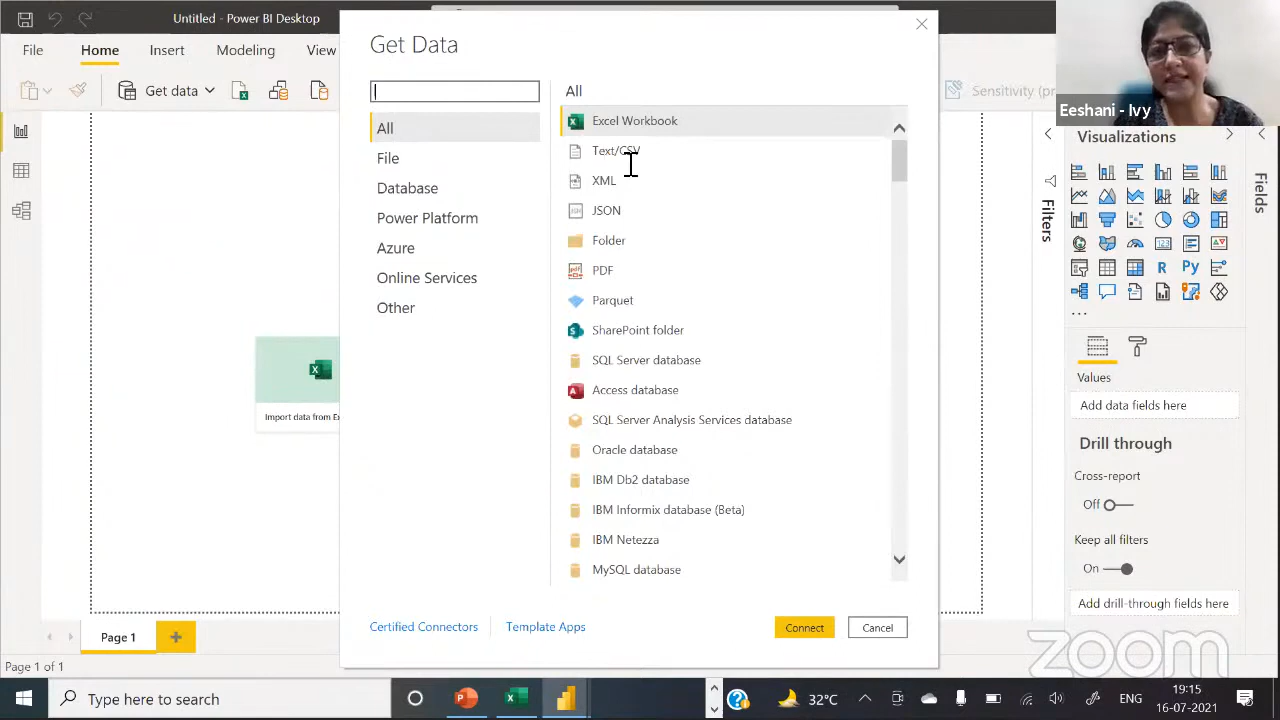 Untitled - Power BI Desktop
File
Home
Insert
Modeling
View
Get data
Sensitivity (pr
Import data from Ex
Get Data
All
File
Database
Power Platform
Azure
Online Services
Other
All
Excel Workbook
Text/CSV
XML
JSON
Folder
PDF
Parquet
SharePoint folder
SQL Server database
Access database
SQL Server Analysis Services database
Oracle database
IBM Db2 database
IBM Informix database (Beta)
IBM Netezza
MySQL database
Certified Connectors
Template Apps
Connect
Cancel
Eeshani - Ivy
Filters
Visualizations
R
Py
Values
Add data fields here
Drill through
Cross-report
Off
Keep all filters
On
Add drill-through fields here
Fields
Page 1
Page 1 of 1
zoom
Type here to search
32°C
ENG
19:15
16-07-2021